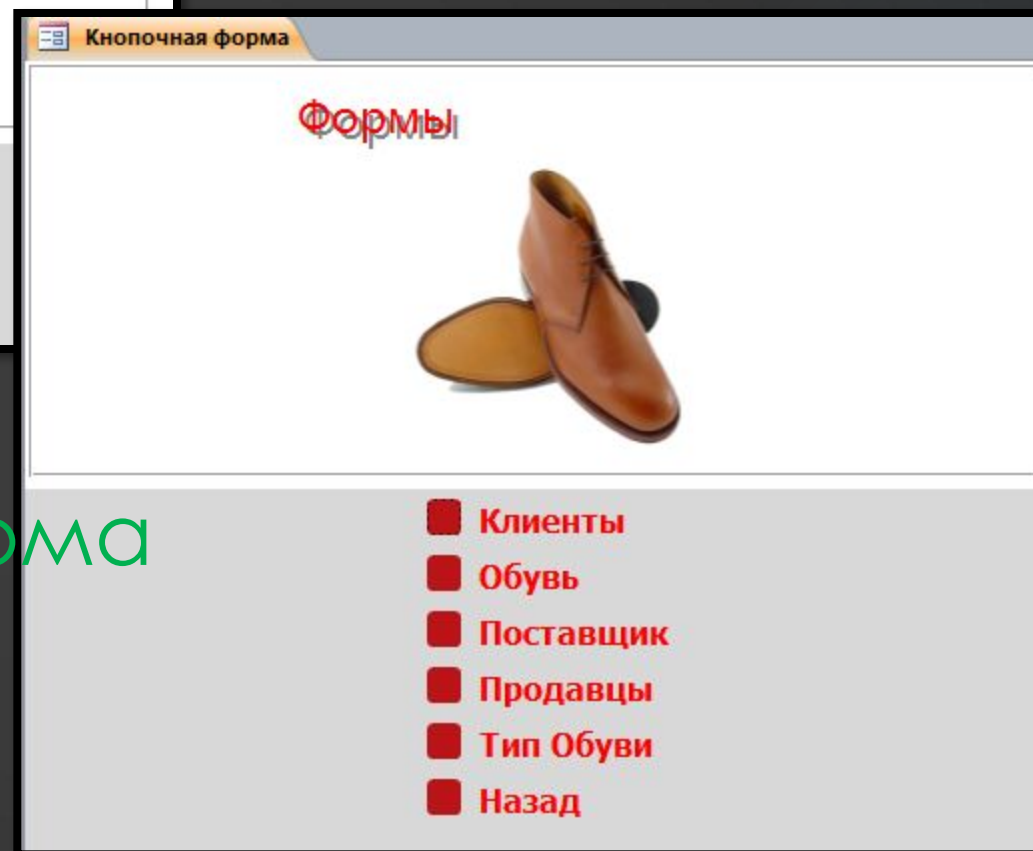 Кнопочная форма
Формы
Клиенты
Обувь
Поставщик
Продавцы
Тип Обуви
Назад